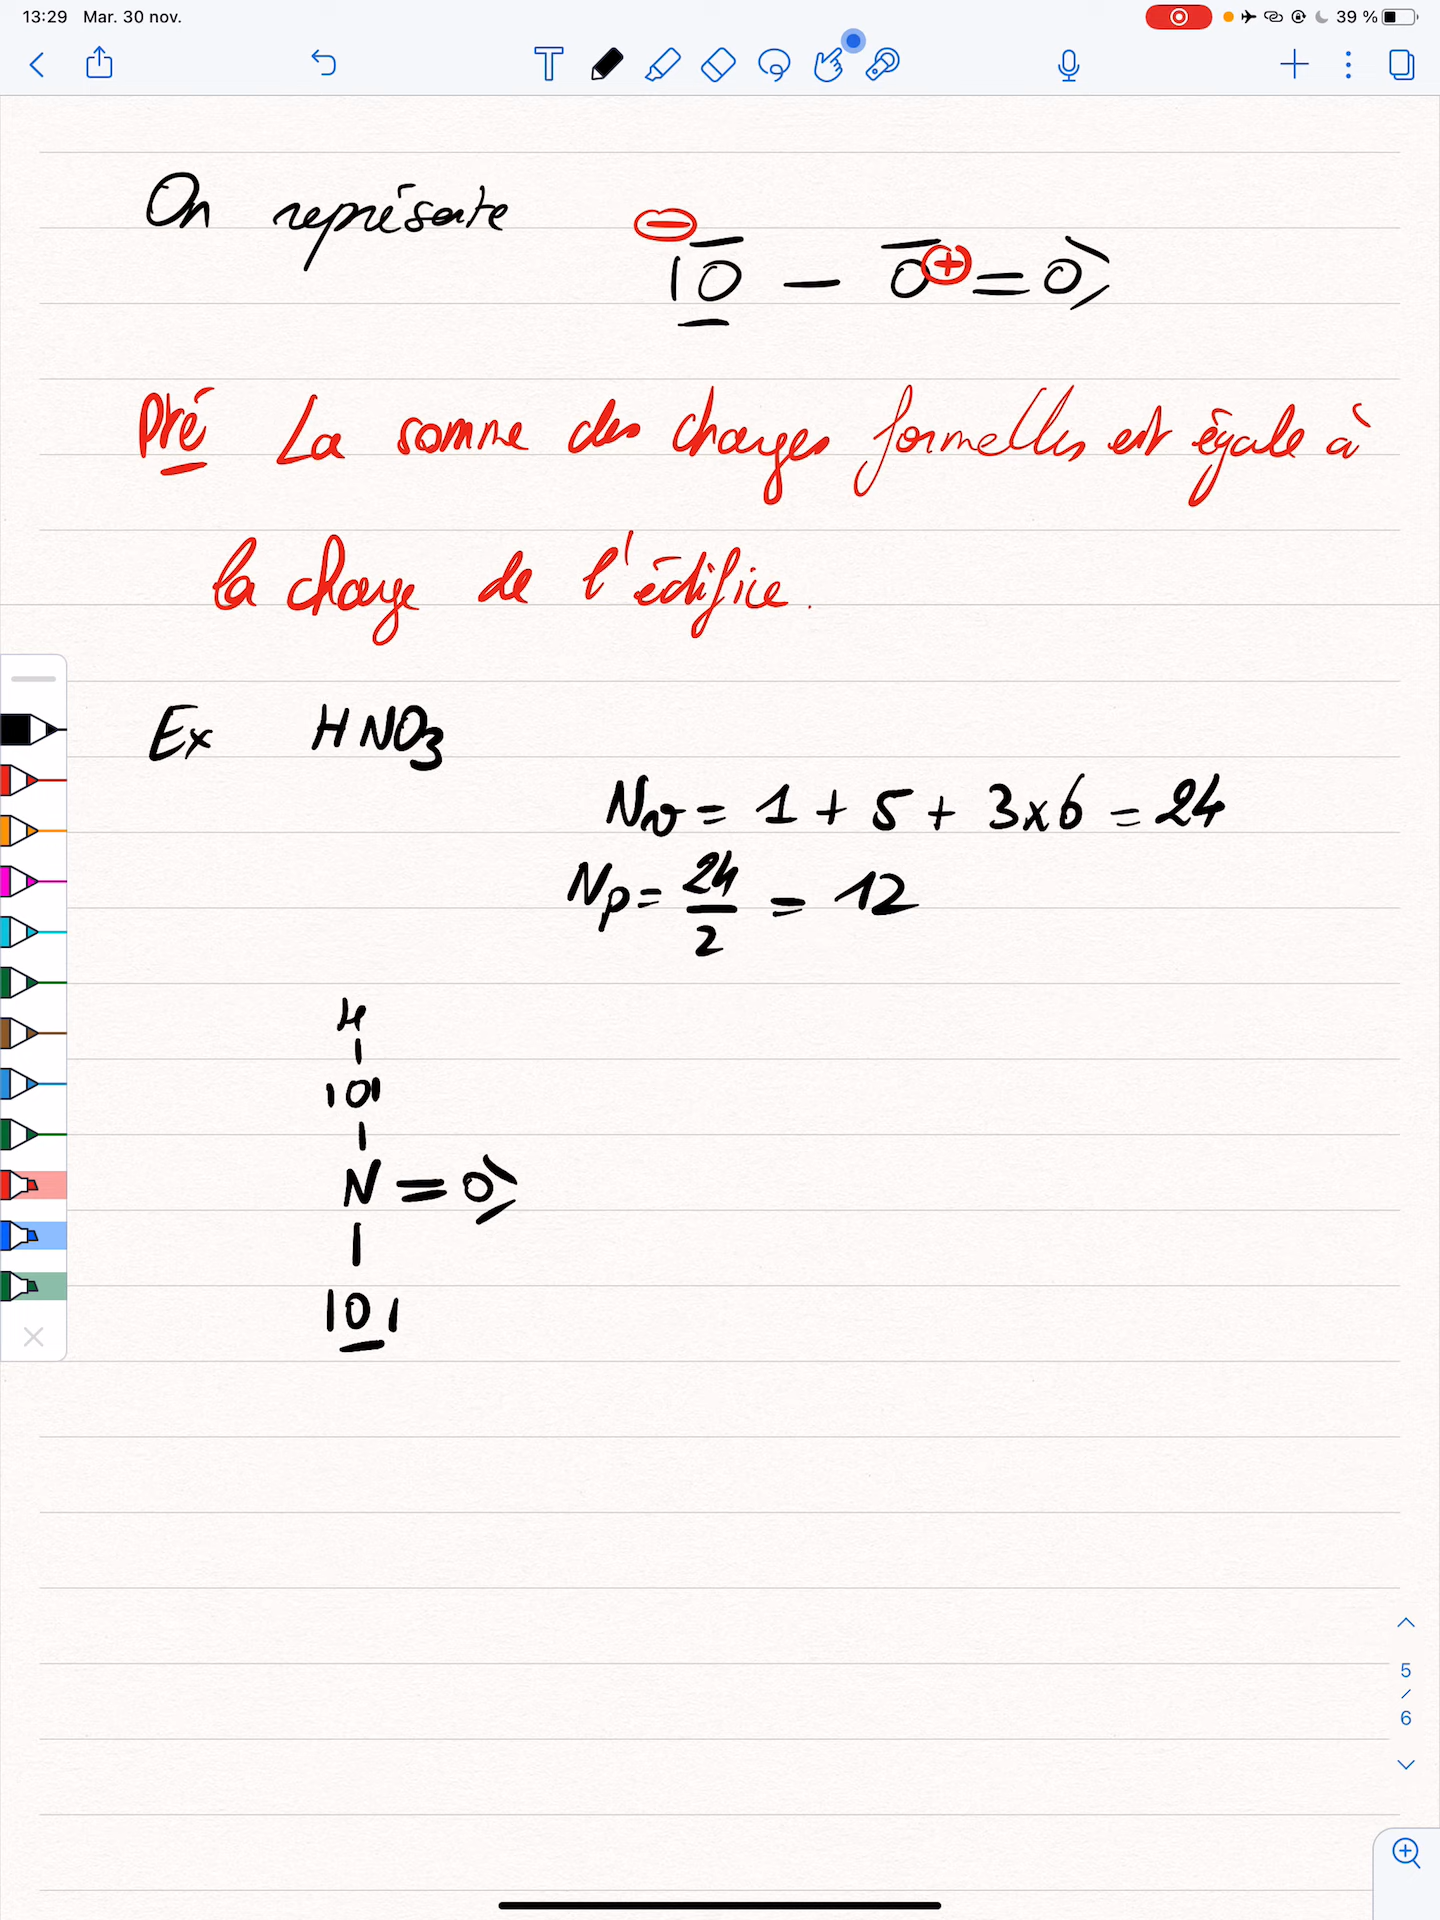 13:29 Mar. 30 nov. 39 %
On représente
|O – O ⊕ = O
⊖
Pté La somme des charges formelles est égale à
la charge de l'édifice.
Ex HNO₃
Nv = 1 + 5 + 3x6 = 24
Np = 24/2 = 12
H
|
|O|
|
N = O
|
|O|
5
/
6